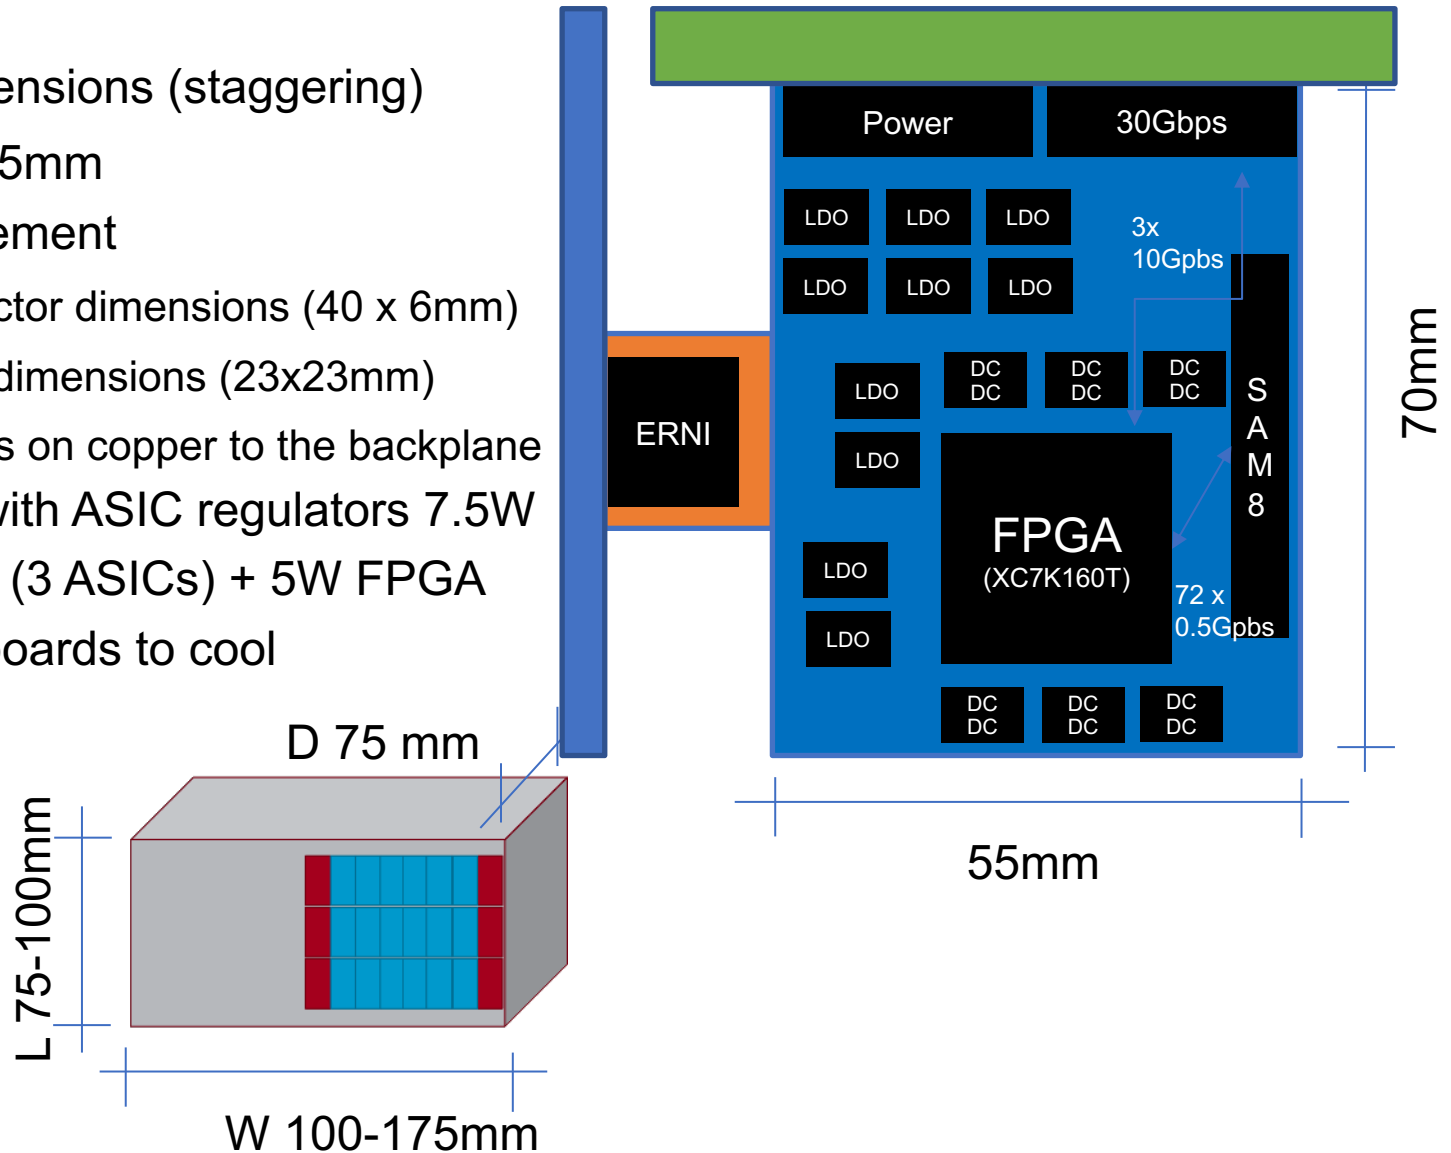 ensions (staggering)
5mm
ement
ctor dimensions (40 x 6mm)
dimensions (23x23mm)
s on copper to the backplane
with ASIC regulators 7.5W
(3 ASICs) + 5W FPGA
oards to cool
Power
30Gbps
LDO
LDO
LDO
3x
10Gpbs
LDO
LDO
LDO
LDO
DC
DC
DC
DC
DC
DC
LDO
ERNI
S
A
M
8
FPGA
(XC7K160T)
LDO
LDO
72 x
0.5Gpbs
DC
DC
DC
DC
DC
DC
70mm
55mm
D 75 mm
L 75-100mm
W 100-175mm